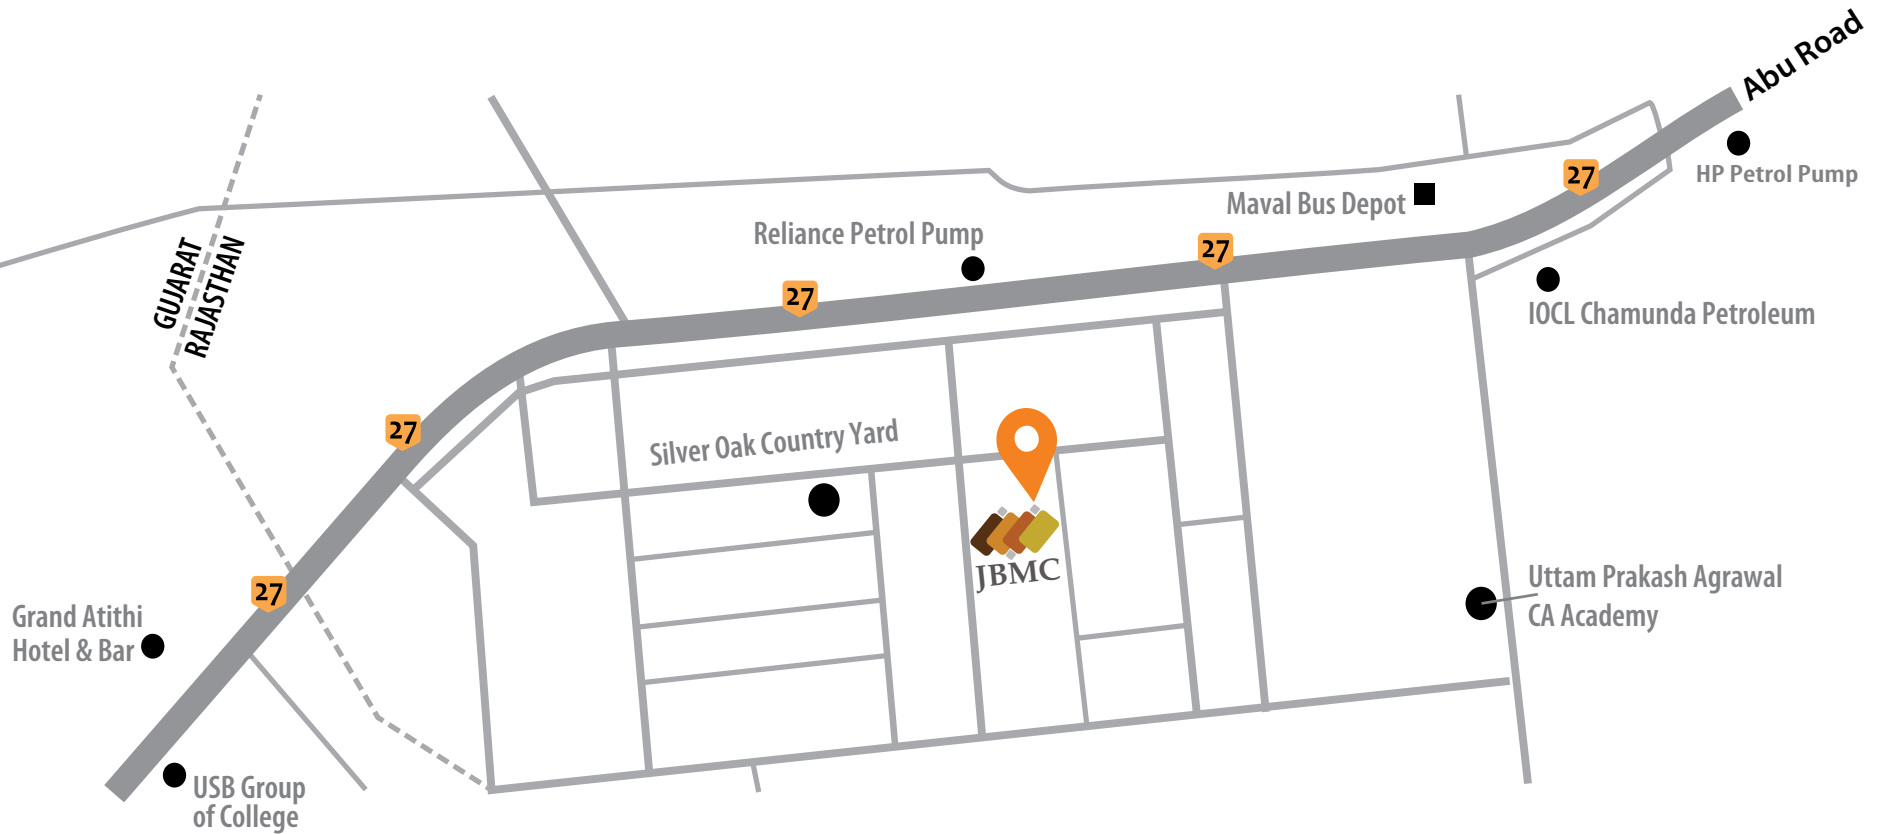 Abu Road
HP Petrol Pump
27
Maval Bus Depot
Reliance Petrol Pump
27
27
GUJARAT
RAJASTHAN
IOCL Chamunda Petroleum
27
Silver Oak Country Yard
JBMC
27
Uttam Prakash Agrawal
CA Academy
Grand Atithi
Hotel & Bar
USB Group
of College